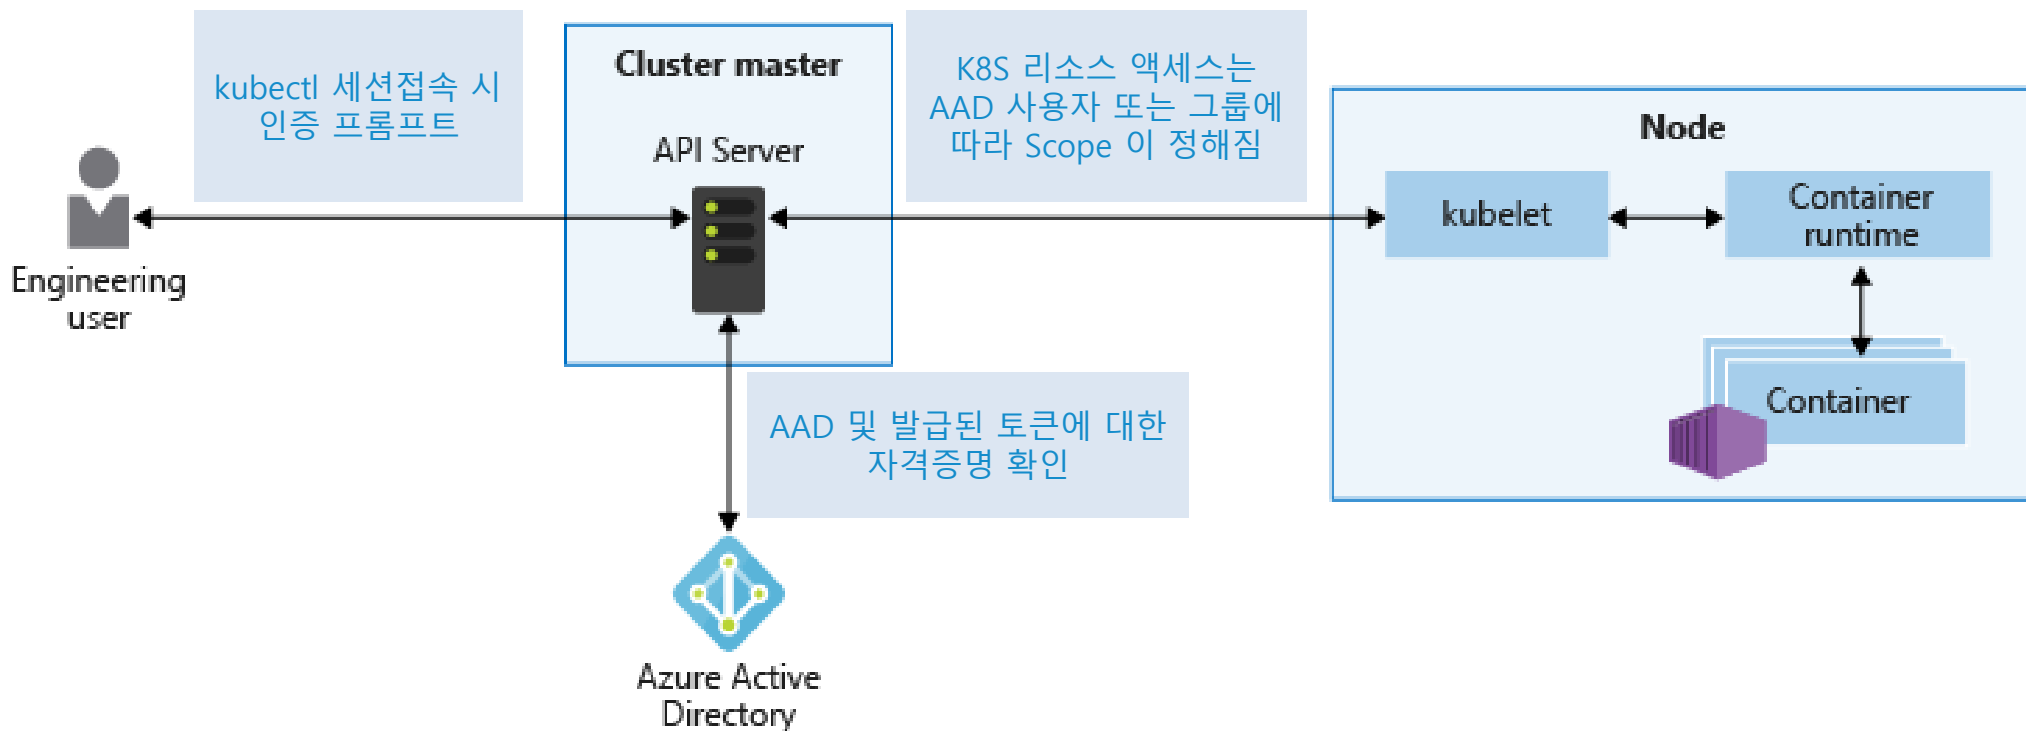 kubectl 세션접속 시
인증 프롬프트
Cluster master
API Server
K8S 리소스 액세스는
AAD 사용자 또는 그룹에
따라 Scope 이 정해짐
Node
kubelet
Container
runtime
Container
Engineering
user
AAD 및 발급된 토큰에 대한
자격증명 확인
Azure Active
Directory